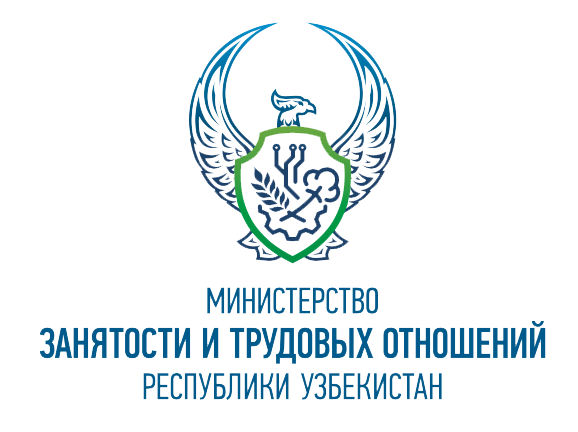 МИНИСТЕРСТВО
ЗАНЯТОСТИ И ТРУДОВЫХ ОТНОШЕНИЙ
РЕСПУБЛИКИ УЗБЕКИСТАН